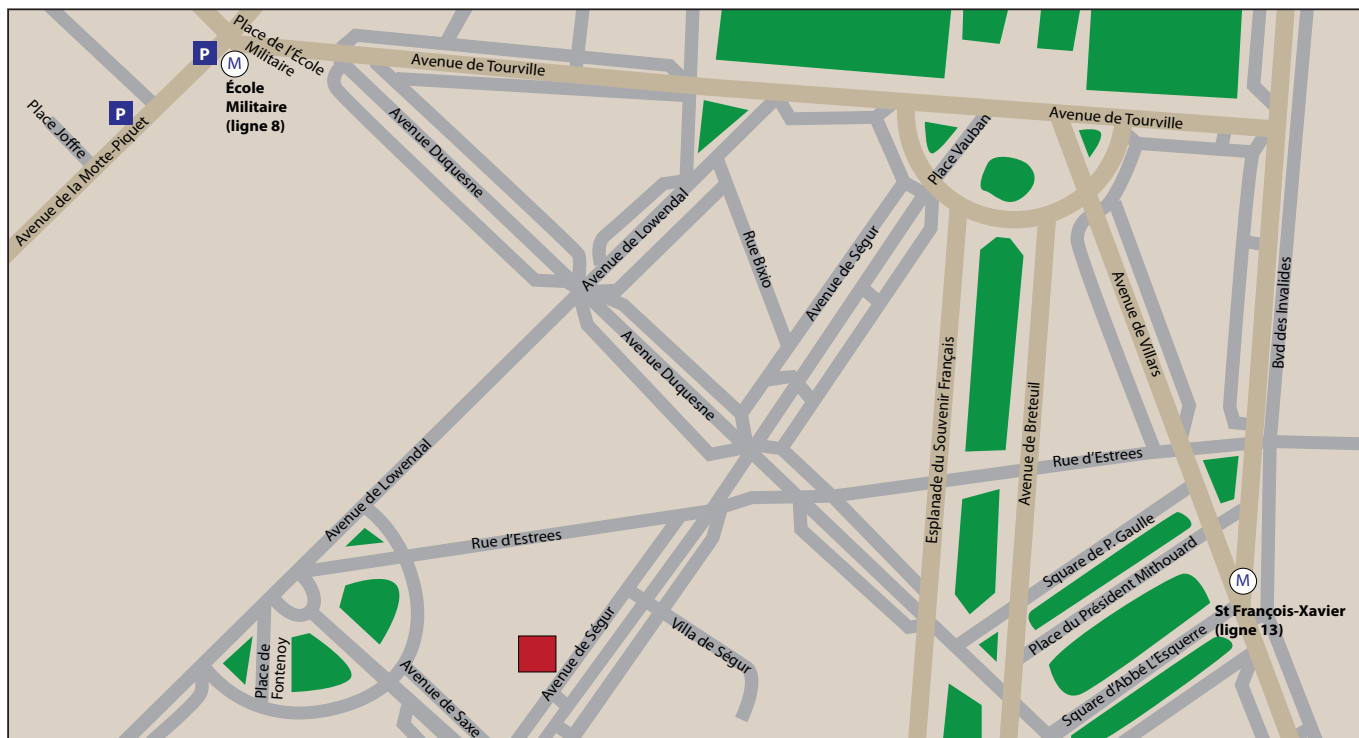 Place de l'École
Militaire
P
M
École
Militaire
(ligne 8)
P
Place Joffre
Avenue de la Motte-Piquet
Avenue de Tourville
Avenue de Tourville
Avenue Duquesne
Place Vauban
Avenue de Lowendal
Rue Bixio
Avenue de Ségur
Avenue de Villars
Bvd des Invalides
Avenue Duquesne
Esplanade du Souvenir Français
Avenue de Breteuil
Rue d'Estrees
Avenue de Lowendal
Rue d'Estrees
Square de P. Gaulle
Place du Président Mithouard
M
St François-Xavier
(ligne 13)
Square d'Abbé L'Esquerre
Villa de Ségur
Avenue de Ségur
Place de
Fontenoy
Avenue de Saxe